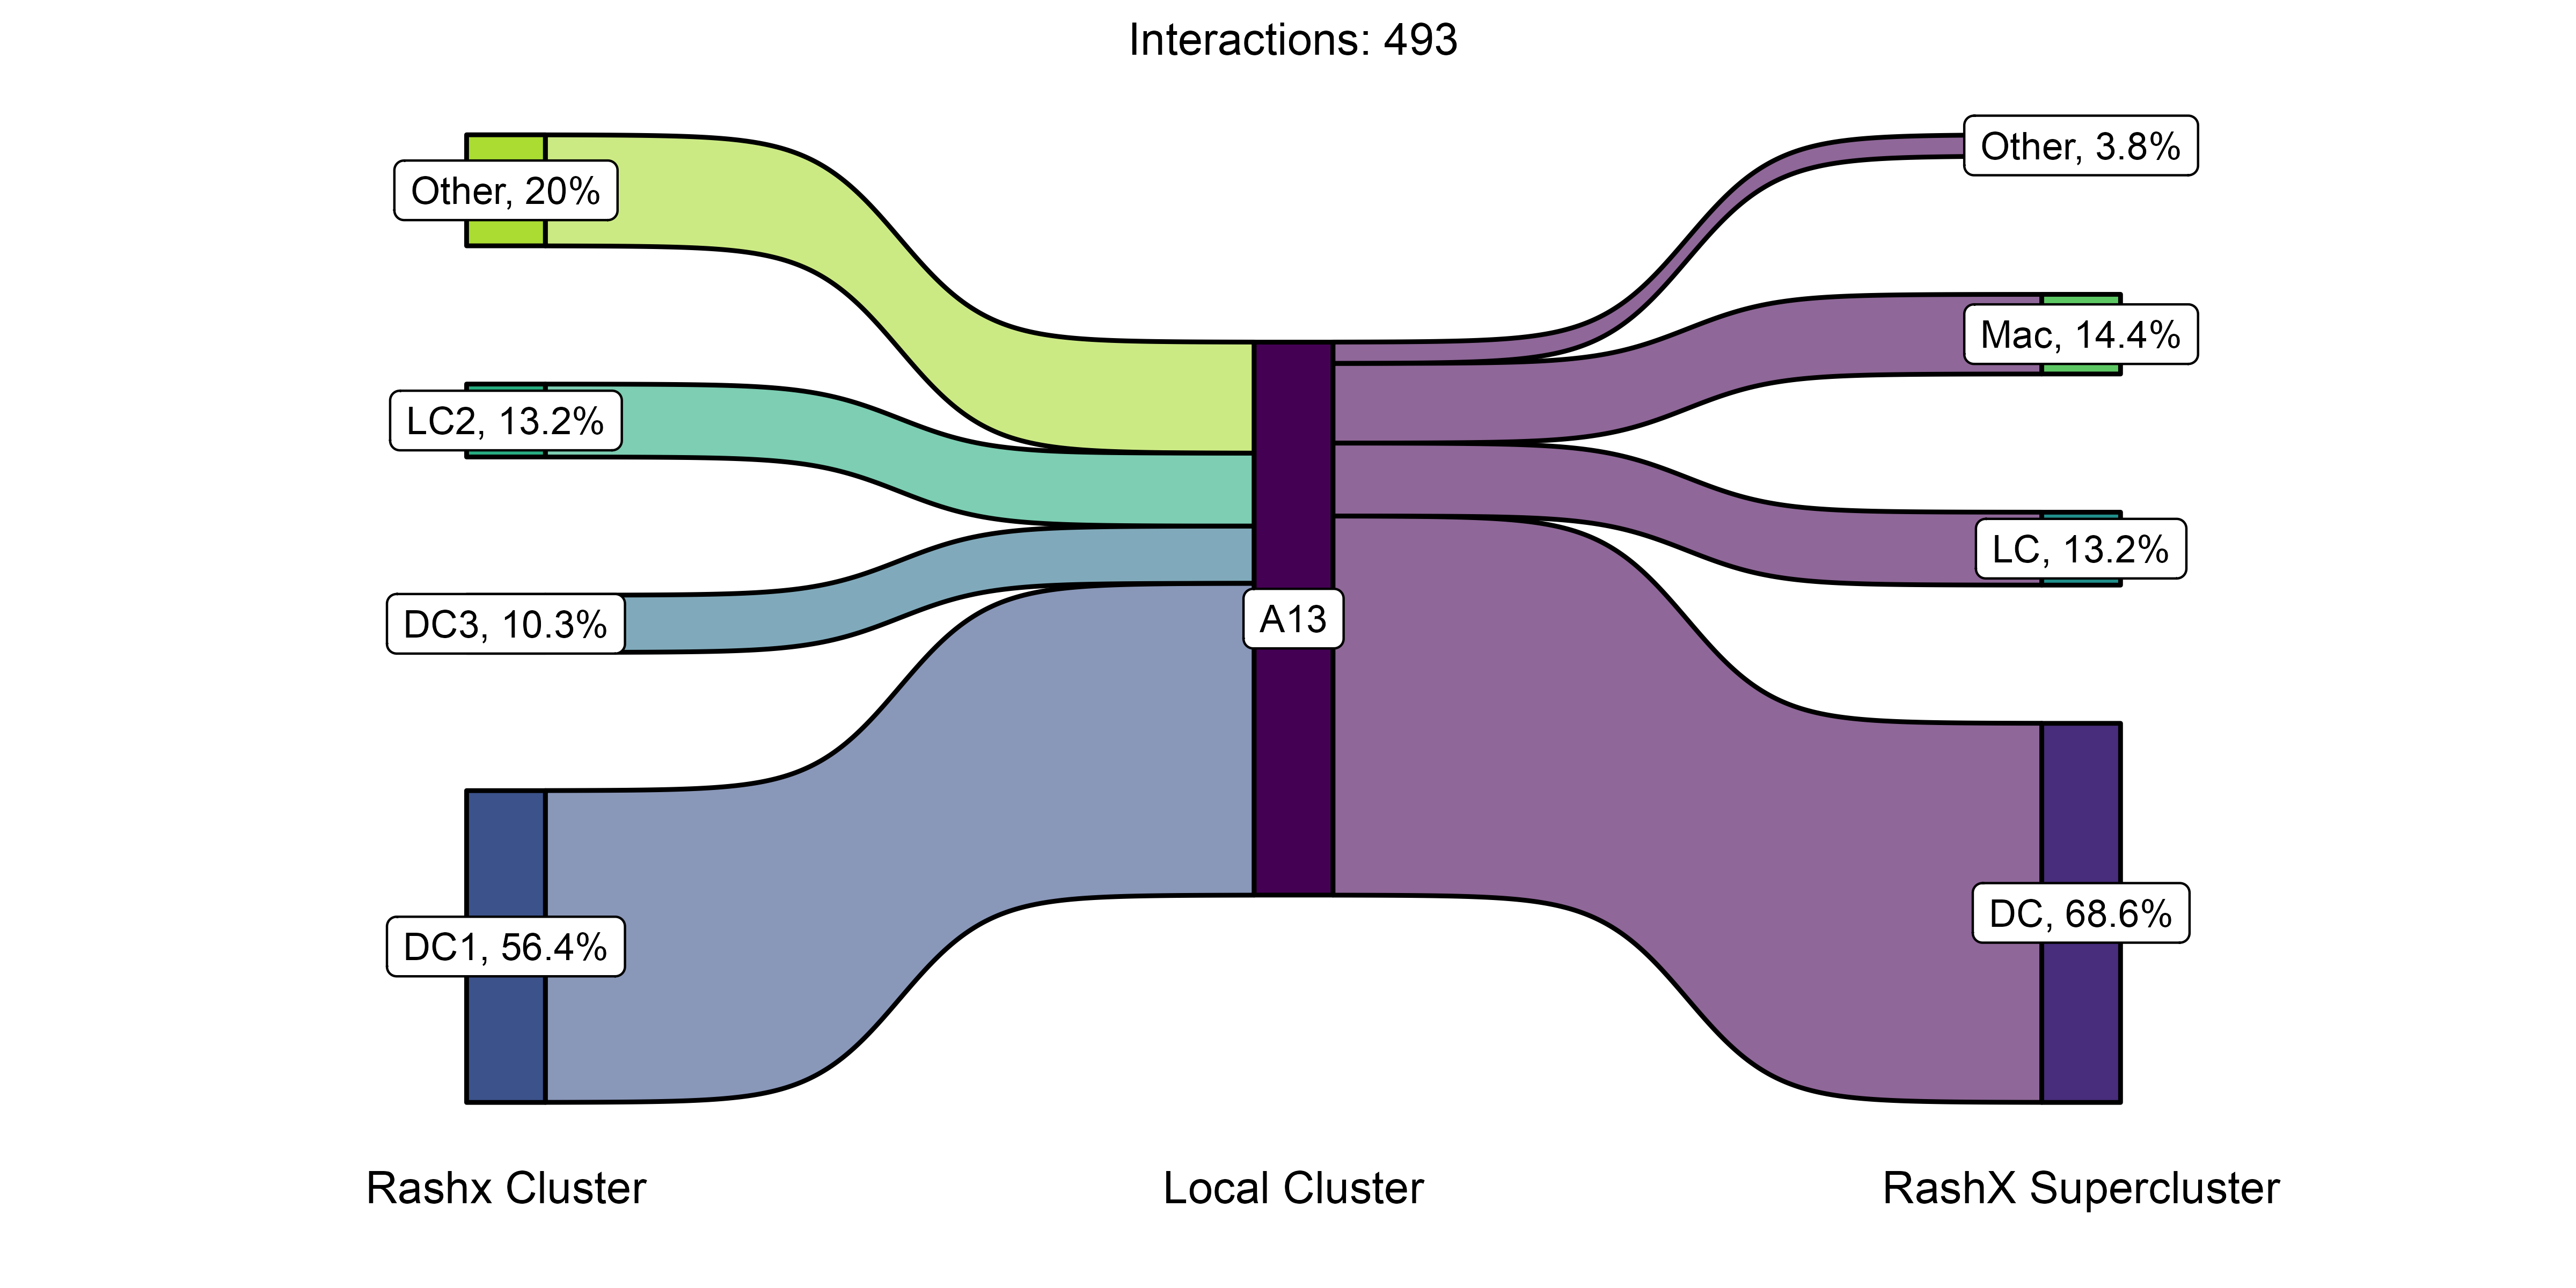 Interactions: 493
Other, 20%
LC2, 13.2%
DC3, 10.3%
DC1, 56.4%
A13
Other, 3.8%
Mac, 14.4%
LC, 13.2%
DC, 68.6%
Rashx Cluster
Local Cluster
RashX Supercluster